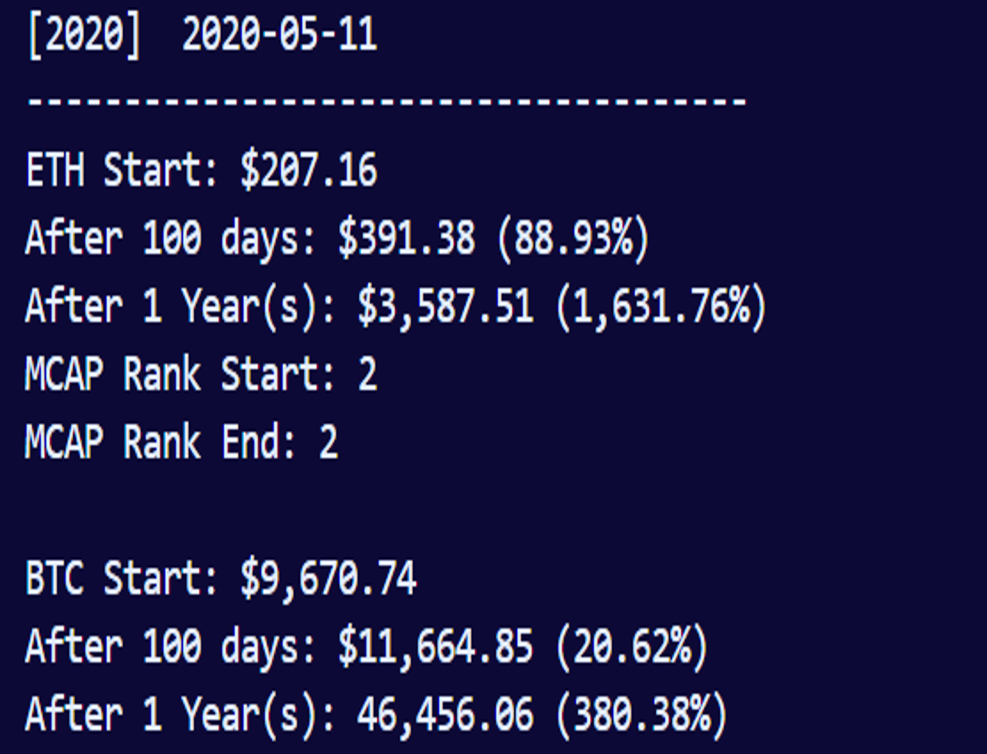 [2020]  2020-05-11
-------------------------------------
ETH Start: $207.16
After 100 days: $391.38 (88.93%)
After 1 Year(s): $3,587.51 (1,631.76%)
MCAP Rank Start: 2
MCAP Rank End: 2
BTC Start: $9,670.74
After 100 days: $11,664.85 (20.62%)
After 1 Year(s): 46,456.06 (380.38%)